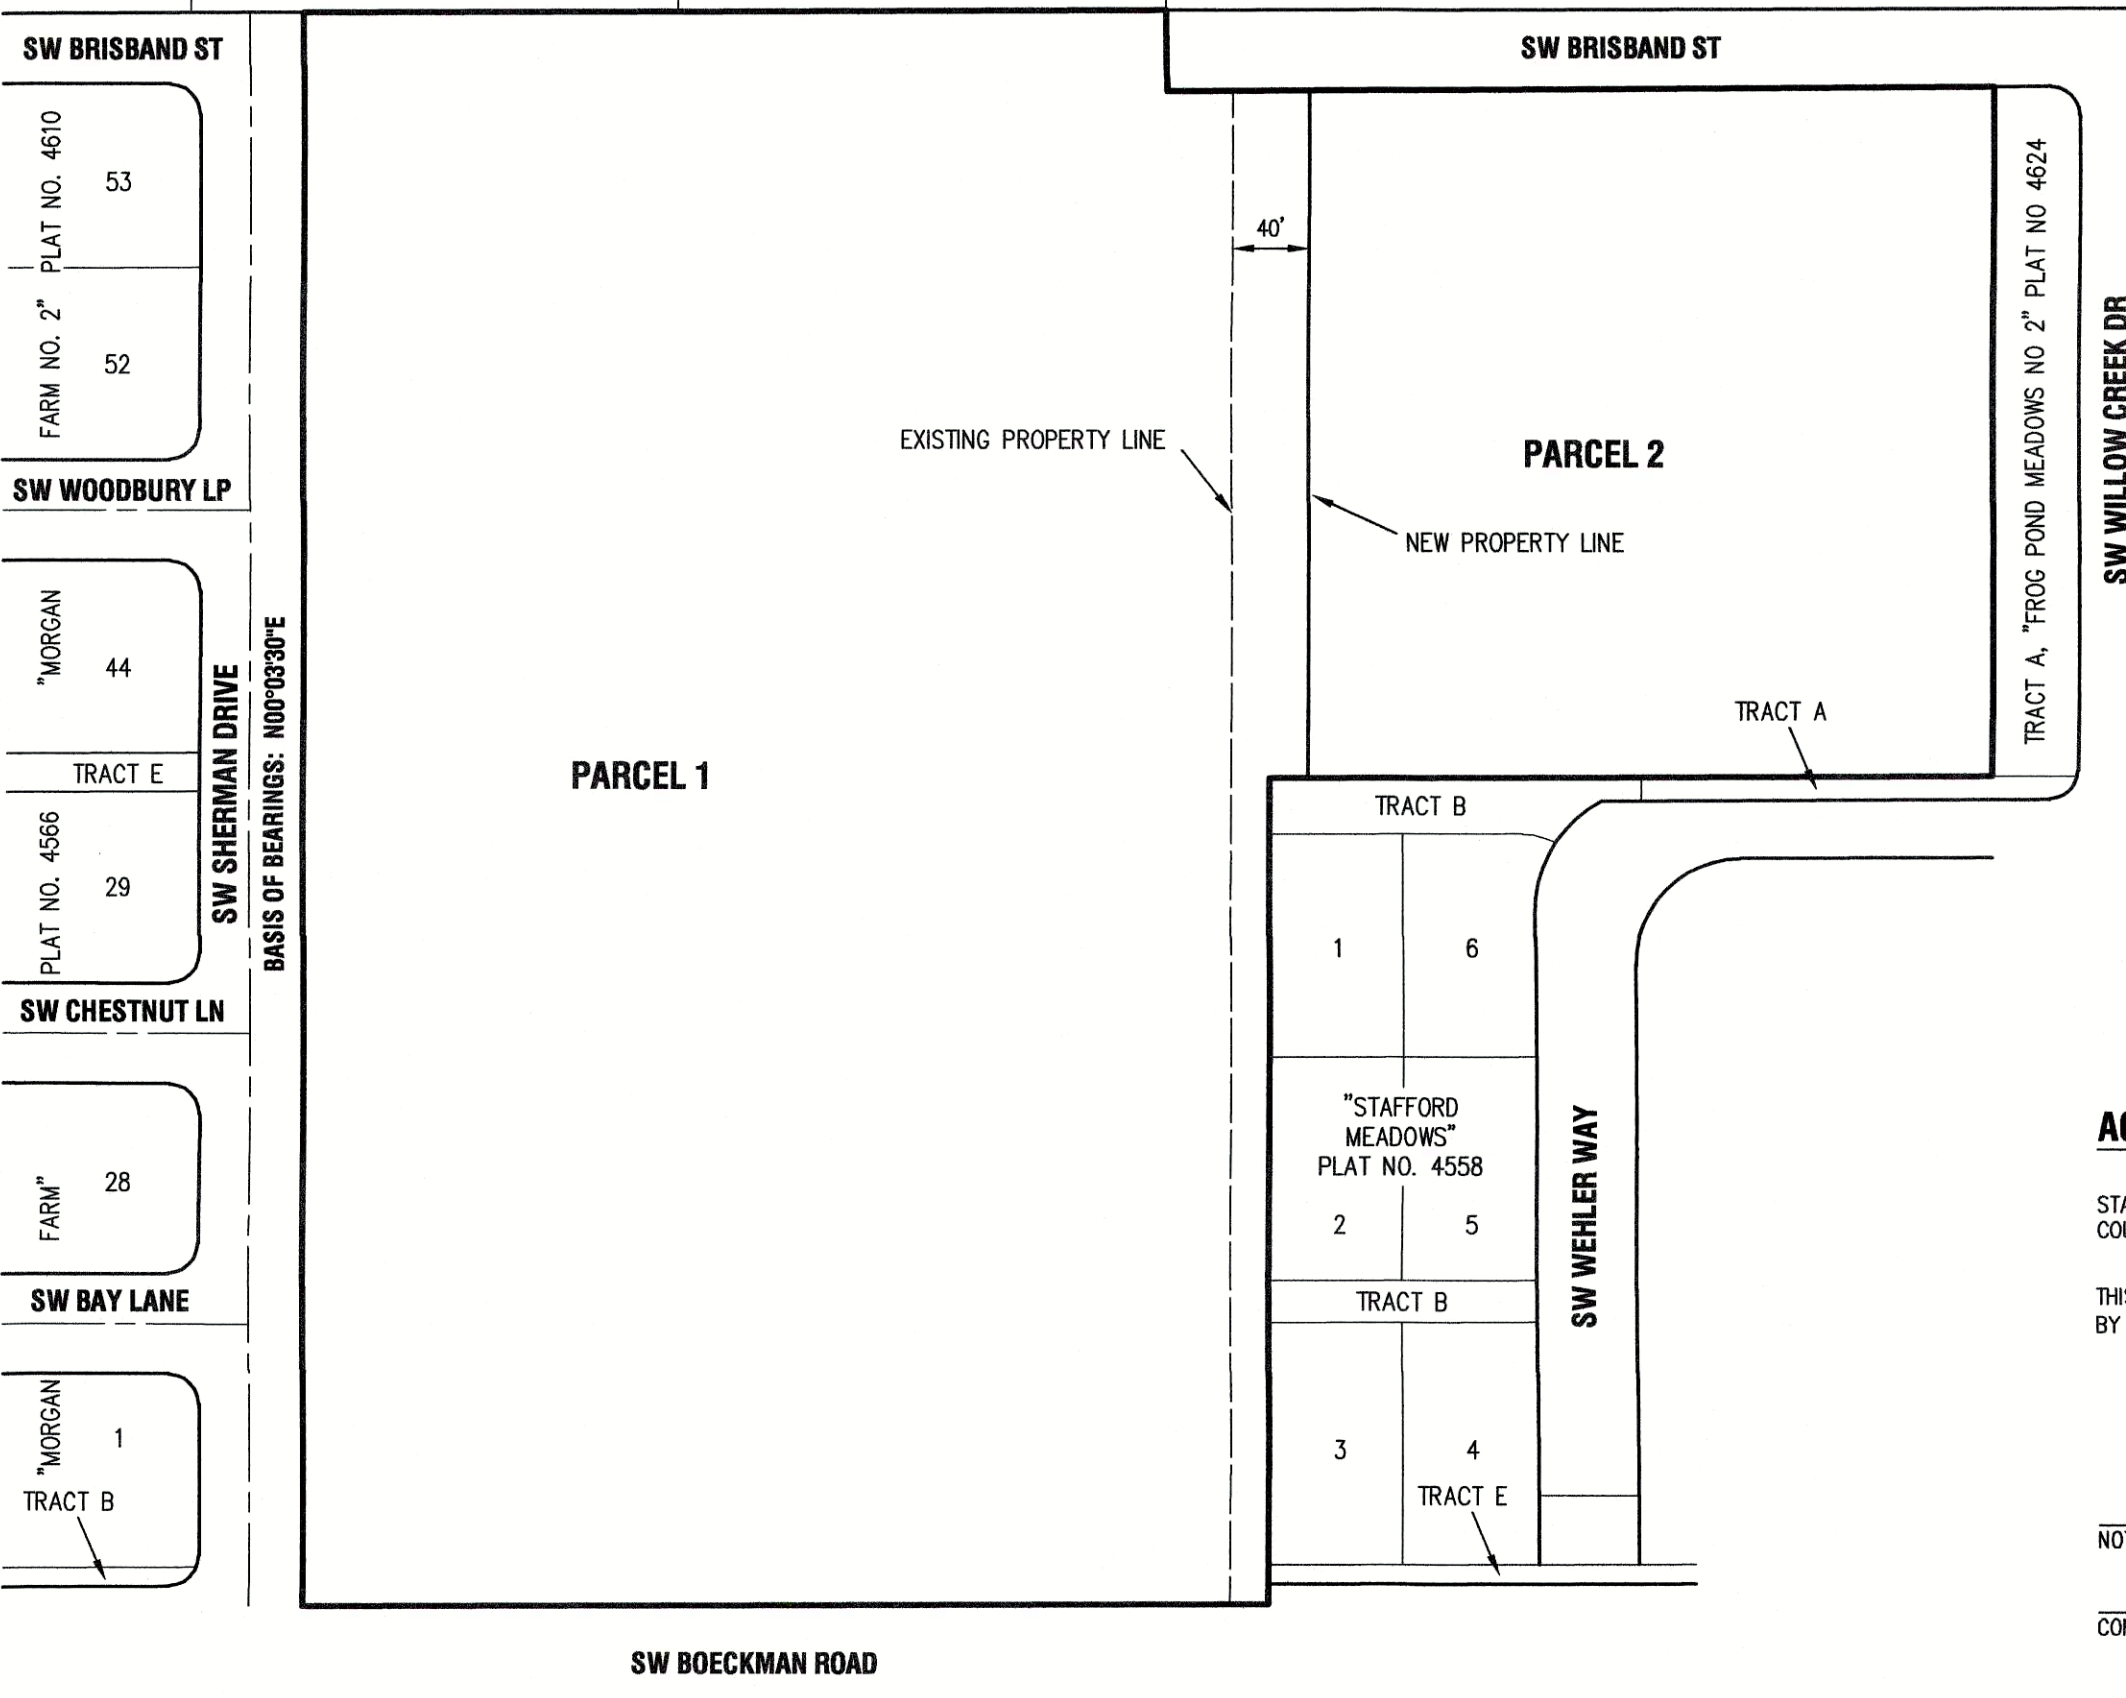 SW BRISBAND ST
SW BRISBAND ST
PLAT NO. 4610
53
FARM NO. 2"
52
40'
EXISTING PROPERTY LINE
PARCEL 2
NEW PROPERTY LINE
TRACT A, "FROG POND MEADOWS NO 2" PLAT NO 4624
SW WILLOW CREEK DR
SW WOODBURY LP
"MORGAN
44
SW SHERMAN DRIVE
BASIS OF BEARINGS: N00°03'30"E
TRACT E
PARCEL 1
TRACT A
TRACT B
PLAT NO. 4566
29
1
6
SW CHESTNUT LN
"STAFFORD
MEADOWS"
PLAT NO. 4558
SW WEHLER WAY
FARM"
28
2
5
SW BAY LANE
TRACT B
"MORGAN
1
3
4
TRACT B
TRACT E
SW BOECKMAN ROAD
THIS
BY